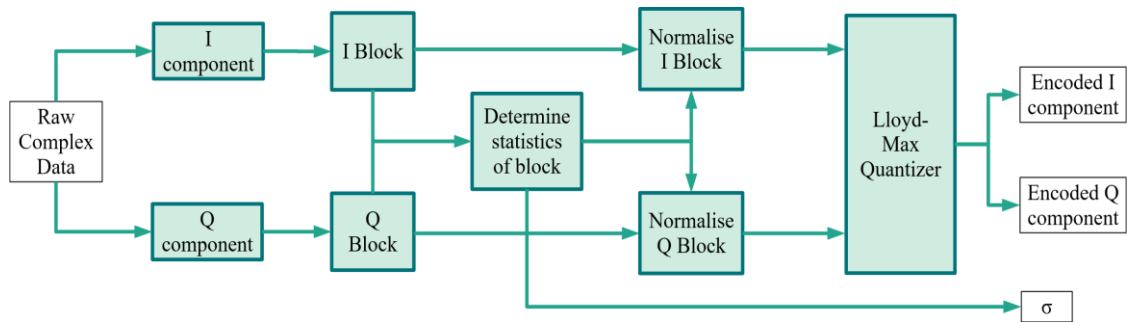 Raw
Complex
Data
I
component
I Block
Q
component
Q
Block
Determine
statistics
of block
Normalise
I Block
Normalise
Q Block
Lloyd-
Max
Quantizer
Encoded I
component
Encoded Q
component
σ